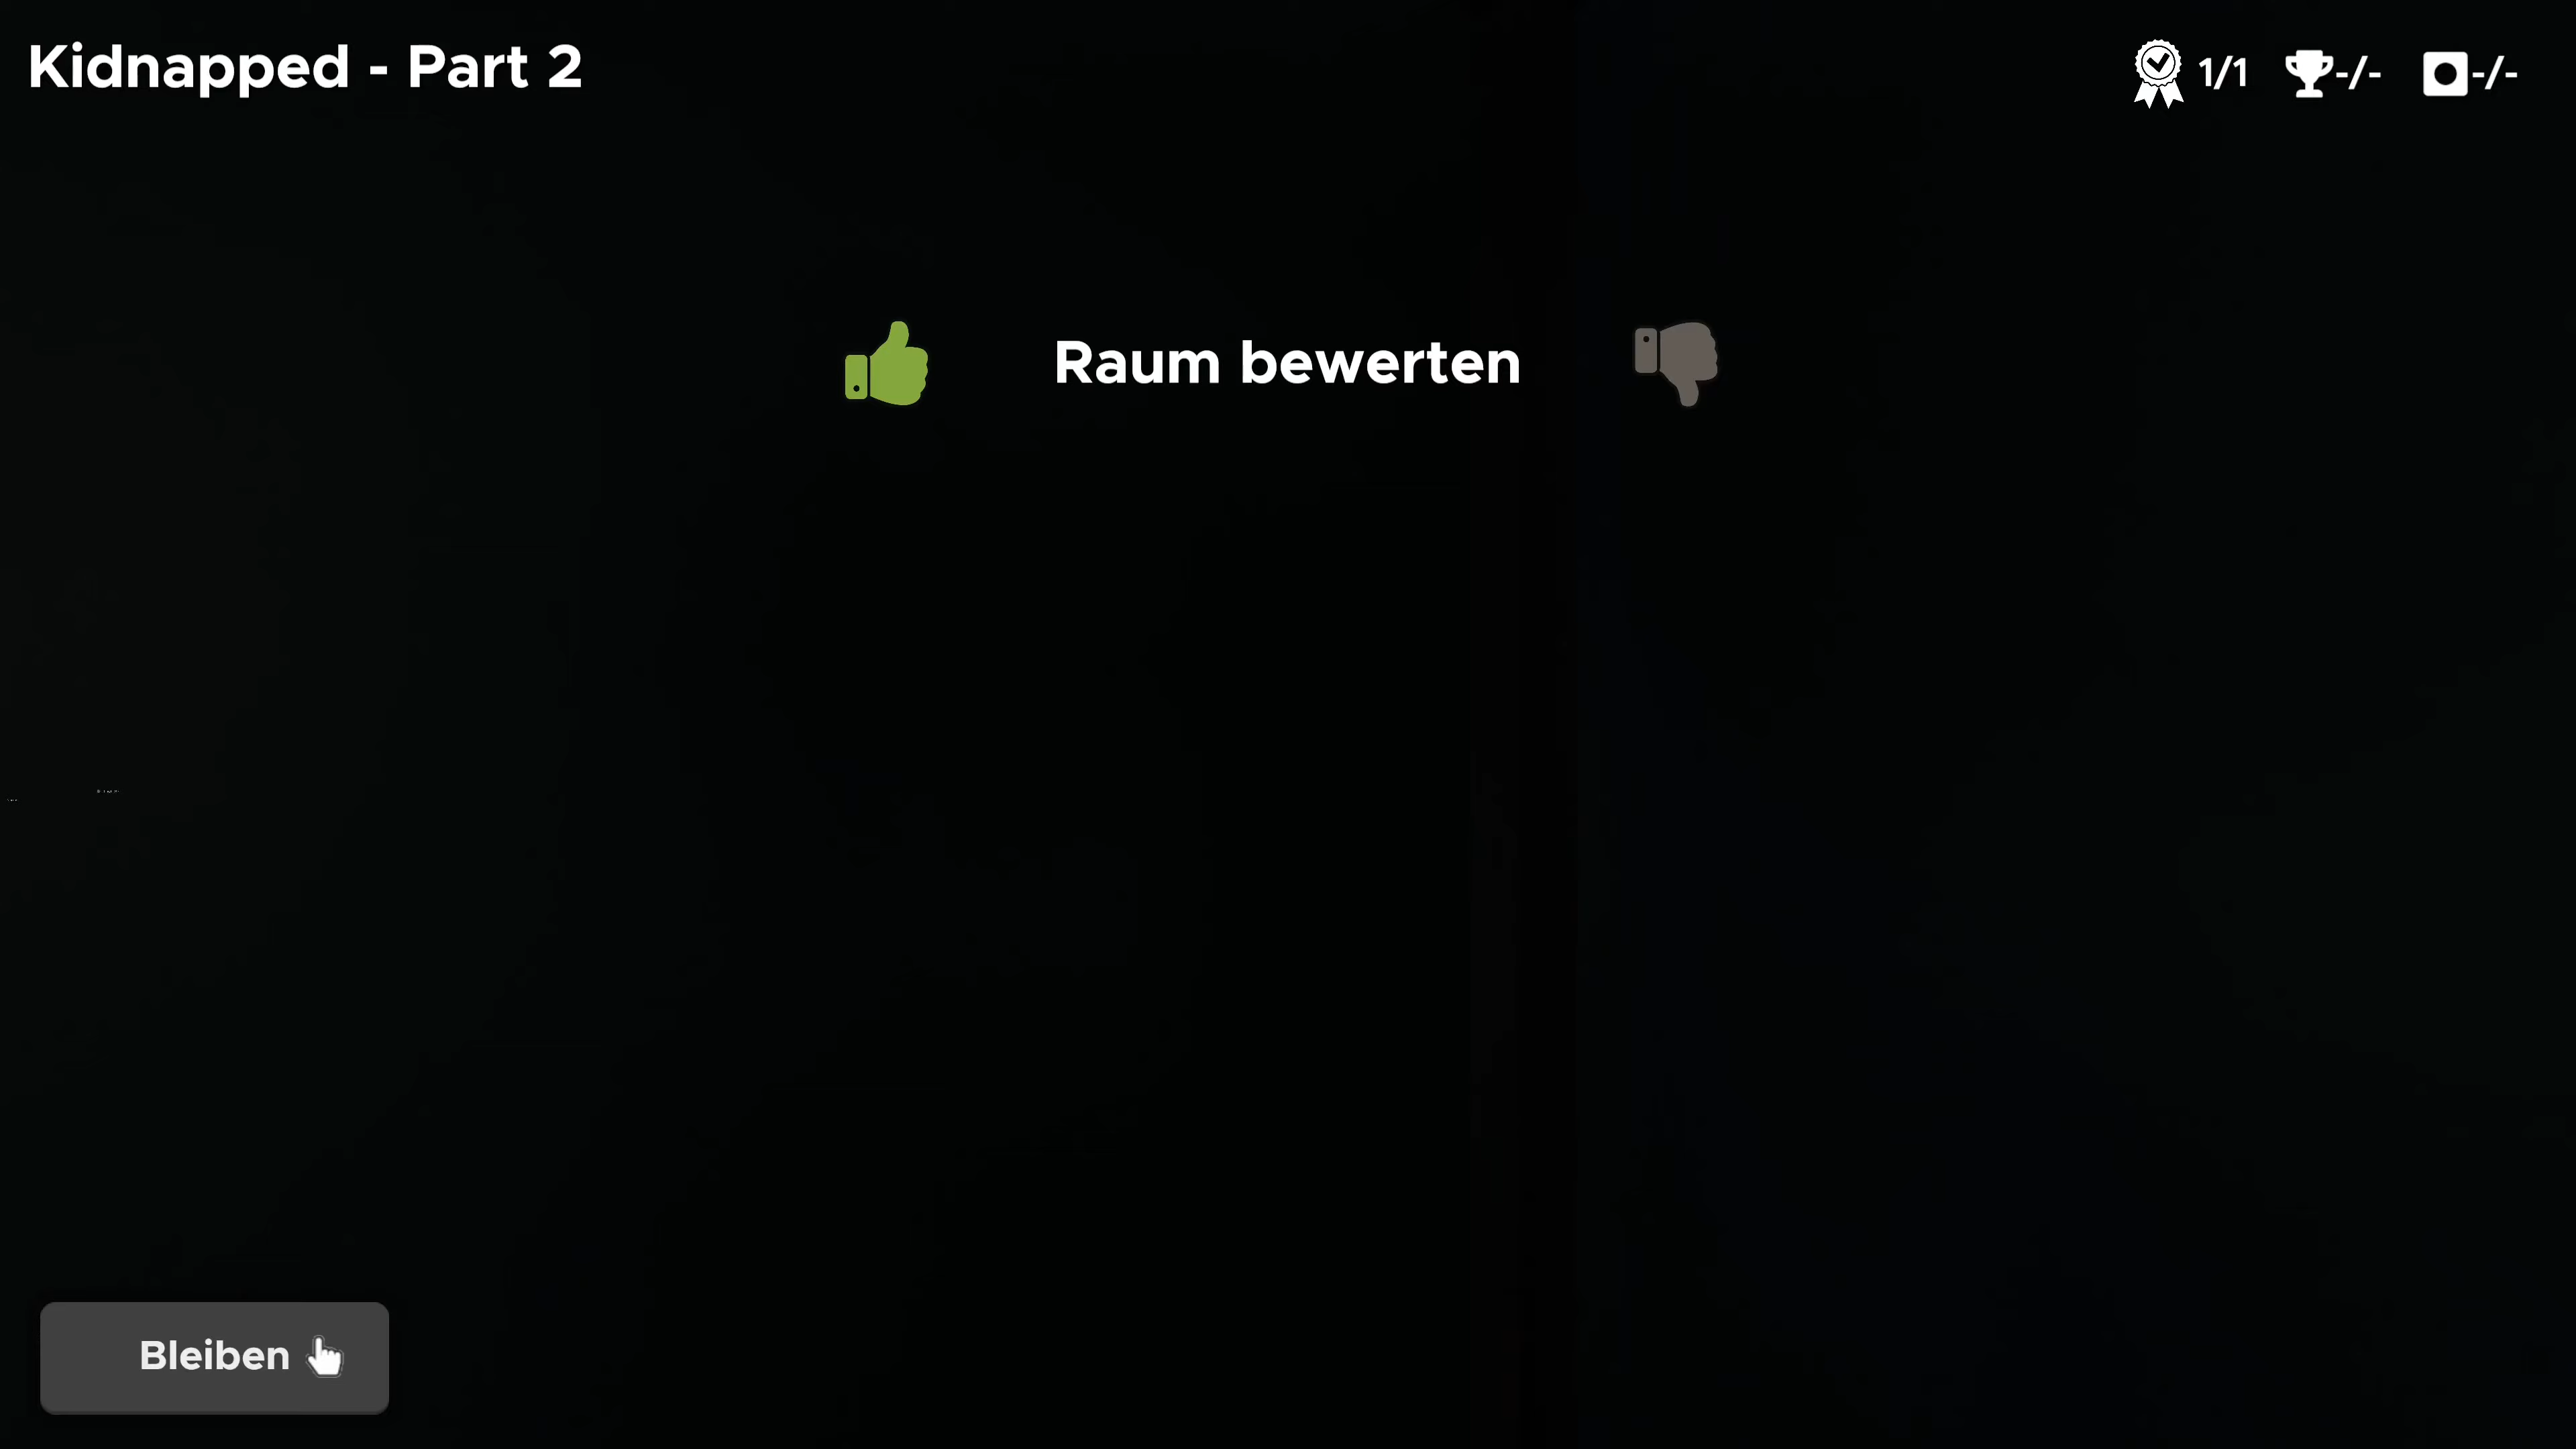 Kidnapped - Part 2
1/1 -/- -/-
Raum bewerten
Bleiben